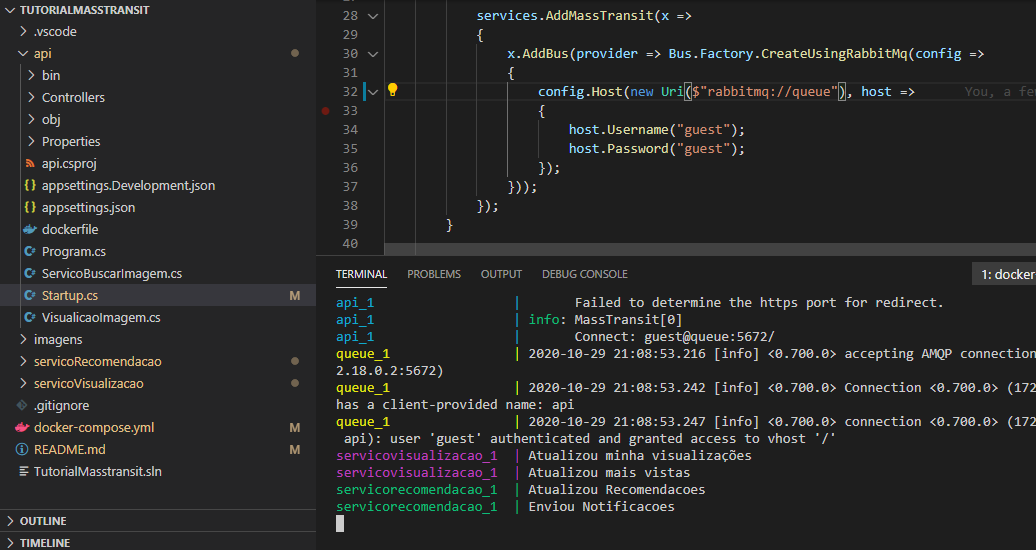 TUTORIALMASSTRANSIT
.vscode
api
bin
Controllers
obj
Properties
api.csproj
appsettings.Development.json
appsettings.json
dockerfile
Program.cs
ServicoBuscarImagem.cs
Startup.cs M
VisualicaoImagem.cs
imagens
servicoRecomendacao
servicoVisualizacao
.gitignore
docker-compose.yml M
README.md M
TutorialMasstransit.sln
OUTLINE
TIMELINE
28 services.AddMassTransit(x =>
29 {
30 x.AddBus(provider => Bus.Factory.CreateUsingRabbitMq(config =>
31 {
32 config.Host(new Uri($"rabbitmq://queue"), host => You, a few
33 {
34 host.Username("guest");
35 host.Password("guest");
36 });
37 }));
38 });
39 }
40
TERMINAL PROBLEMS OUTPUT DEBUG CONSOLE 1: docker
api_1 | Failed to determine the https port for redirect.
api_1 | info: MassTransit[0]
api_1 | Connect: guest@queue:5672/
queue_1 | 2020-10-29 21:08:53.216 [info] <0.700.0> accepting AMQP connection
2.18.0.2:5672)
queue_1 | 2020-10-29 21:08:53.242 [info] <0.700.0> Connection <0.700.0> (172
has a client-provided name: api
queue_1 | 2020-10-29 21:08:53.247 [info] <0.700.0> connection <0.700.0> (172
api): user 'guest' authenticated and granted access to vhost '/'
servicovisualizacao_1 | Atualizou minha visualizações
servicovisualizacao_1 | Atualizou mais vistas
servicorecomendacao_1 | Atualizou Recomendacoes
servicorecomendacao_1 | Enviou Notificacoes